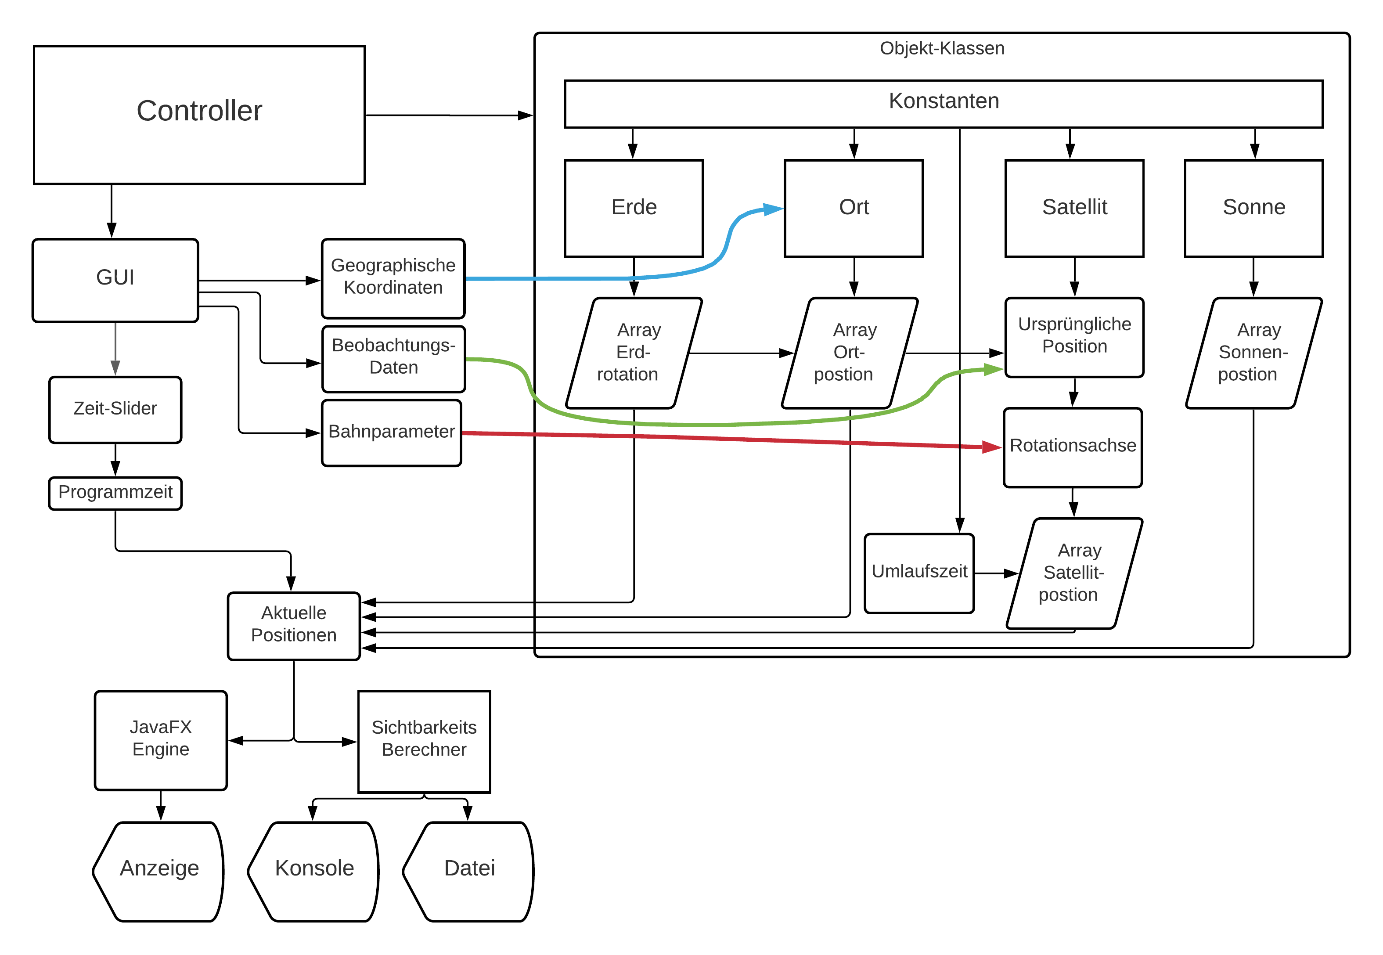 Objekt-Klassen
Controller
Konstanten
Erde
Ort
Satellit
Sonne
GUI
Geographische
Koordinaten
Beobachtungs-
Daten
Bahnparameter
Array
Erd-
rotation
Array
Ort-
postion
Ursprüngliche
Position
Array
Sonnen-
postion
Zeit-Slider
Rotationsachse
Programmzeit
Umlaufszeit
Array
Satellit-
postion
Aktuelle
Positionen
JavaFX
Engine
Sichtbarkeits
Berechner
Anzeige
Konsole
Datei